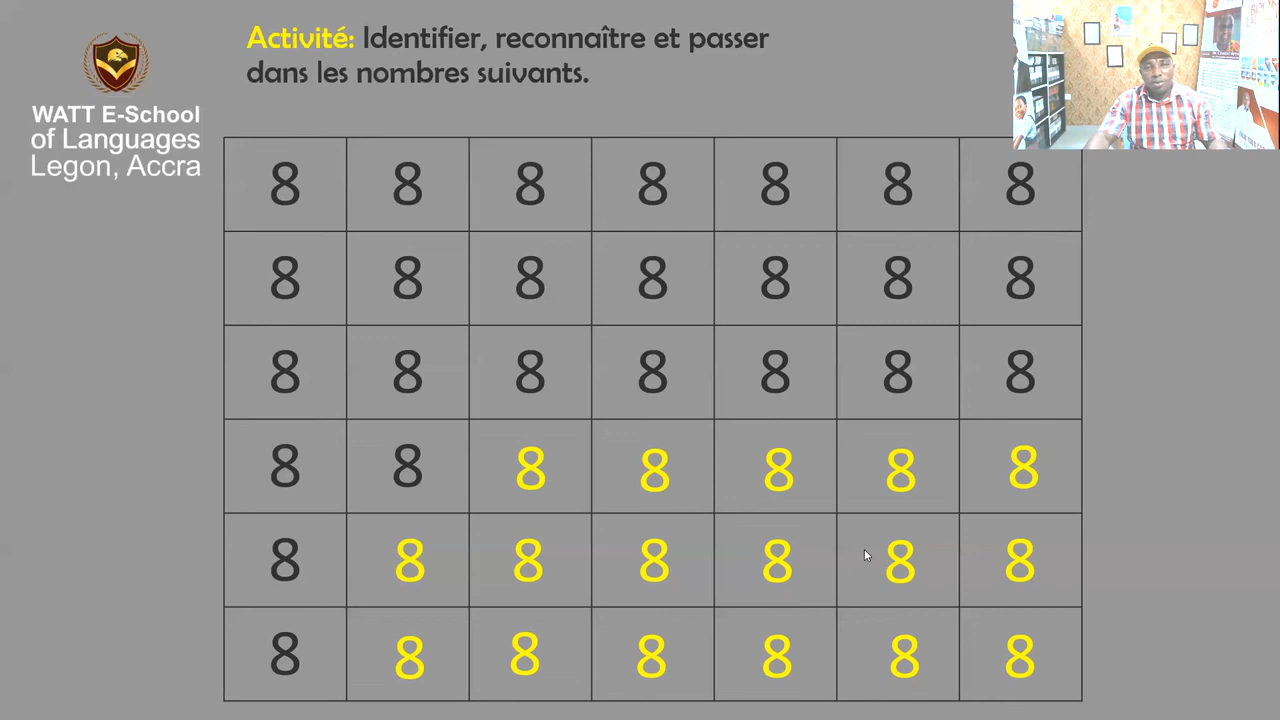 Activité: Identifier, reconnaître et passer
dans les nombres suivants.
WATT E-School
of Languages
Legon, Accra
8 8 8 8 8 8 8
8 8 8 8 8 8 8
8 8 8 8 8 8 8
8 8 8 8 8 8 8
8 8 8 8 8 8 8
8 8 8 8 8 8 8